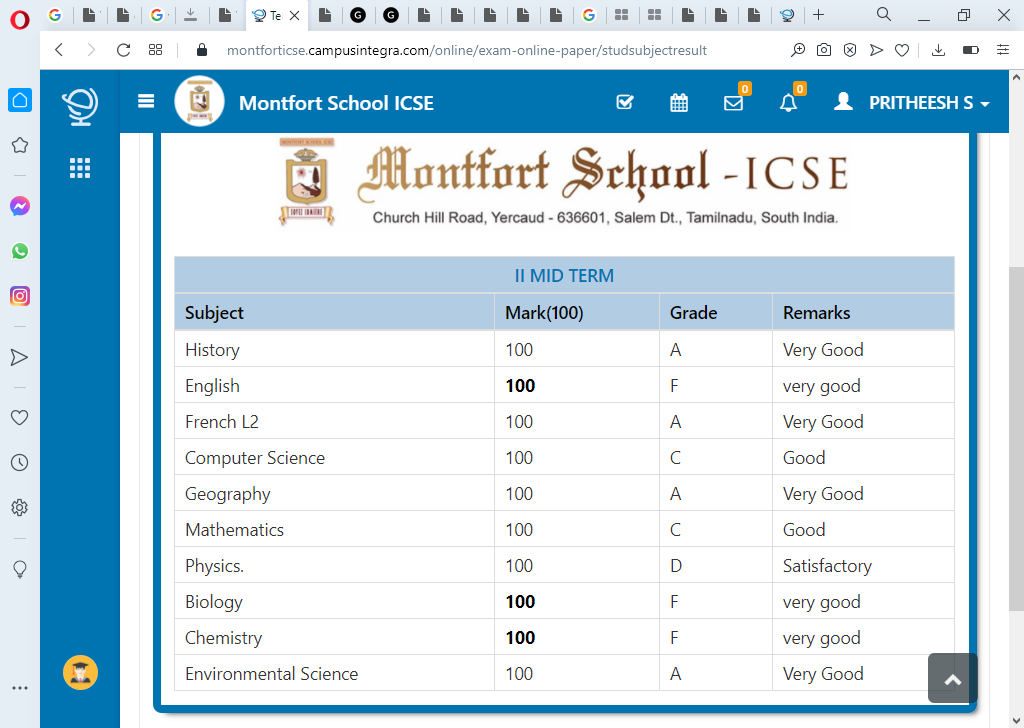 Te
montforticse.campusintegra.com/online/exam-online-paper/studsubjectresult
Montfort School ICSE
0
0
PRITHEESH S
MONTFORT SCHOOL ICSE
Montfort School - ICSE
Church Hill Road, Yercaud - 636601, Salem Dt., Tamilnadu, South India.
II MID TERM
Subject Mark(100) Grade Remarks
History 100 A Very Good
English 100 F very good
French L2 100 A Very Good
Computer Science 100 C Good
Geography 100 A Very Good
Mathematics 100 C Good
Physics. 100 D Satisfactory
Biology 100 F very good
Chemistry 100 F very good
Environmental Science 100 A Very Good